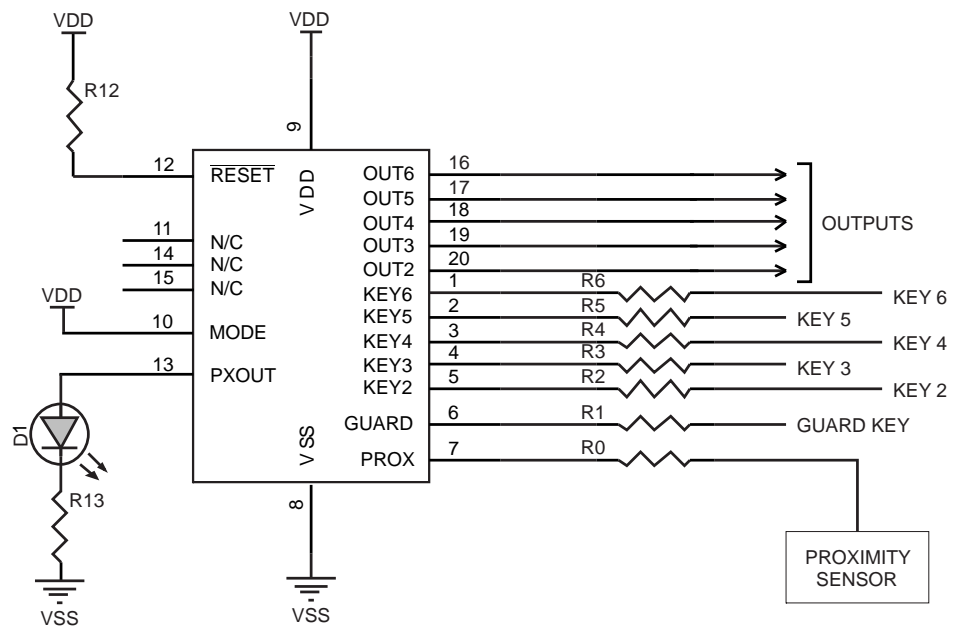 VDD
VDD
R12
9
12
RESET
VDD
OUT6
16
OUT5
17
OUT4
18
OUTPUTS
11
N/C
OUT3
19
14
N/C
OUT2
20
15
N/C
KEY6
1
R6
KEY 6
VDD
KEY5
2
R5
KEY 5
10
MODE
KEY4
3
R4
KEY 4
13
PXOUT
KEY3
4
R3
KEY 3
KEY2
5
R2
KEY 2
D1
GUARD
6
R1
GUARD KEY
VSS
PROX
7
R0
R13
8
PROXIMITY
SENSOR
VSS
VSS